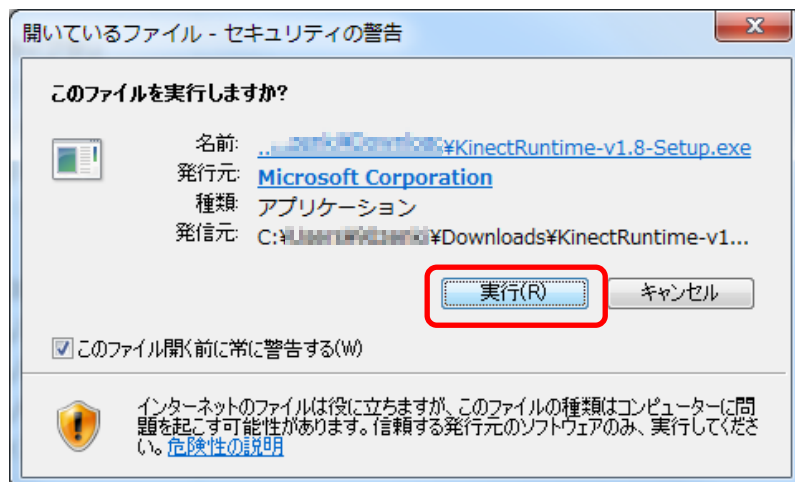 開いているファイル - セキュリティの警告
このファイルを実行しますか?
名前: ..¥KinectRuntime-v1.8-Setup.exe
発行元: Microsoft Corporation
種類: アプリケーション
発信元: C:¥¥Downloads¥KinectRuntime-v1...
実行(R) キャンセル
このファイル開く前に常に警告する(W)
インターネットのファイルは役に立ちますが、このファイルの種類はコンピューターに問
題を起こす可能性があります。信頼する発行元のソフトウェアのみ、実行してくださ
い。危険性の説明